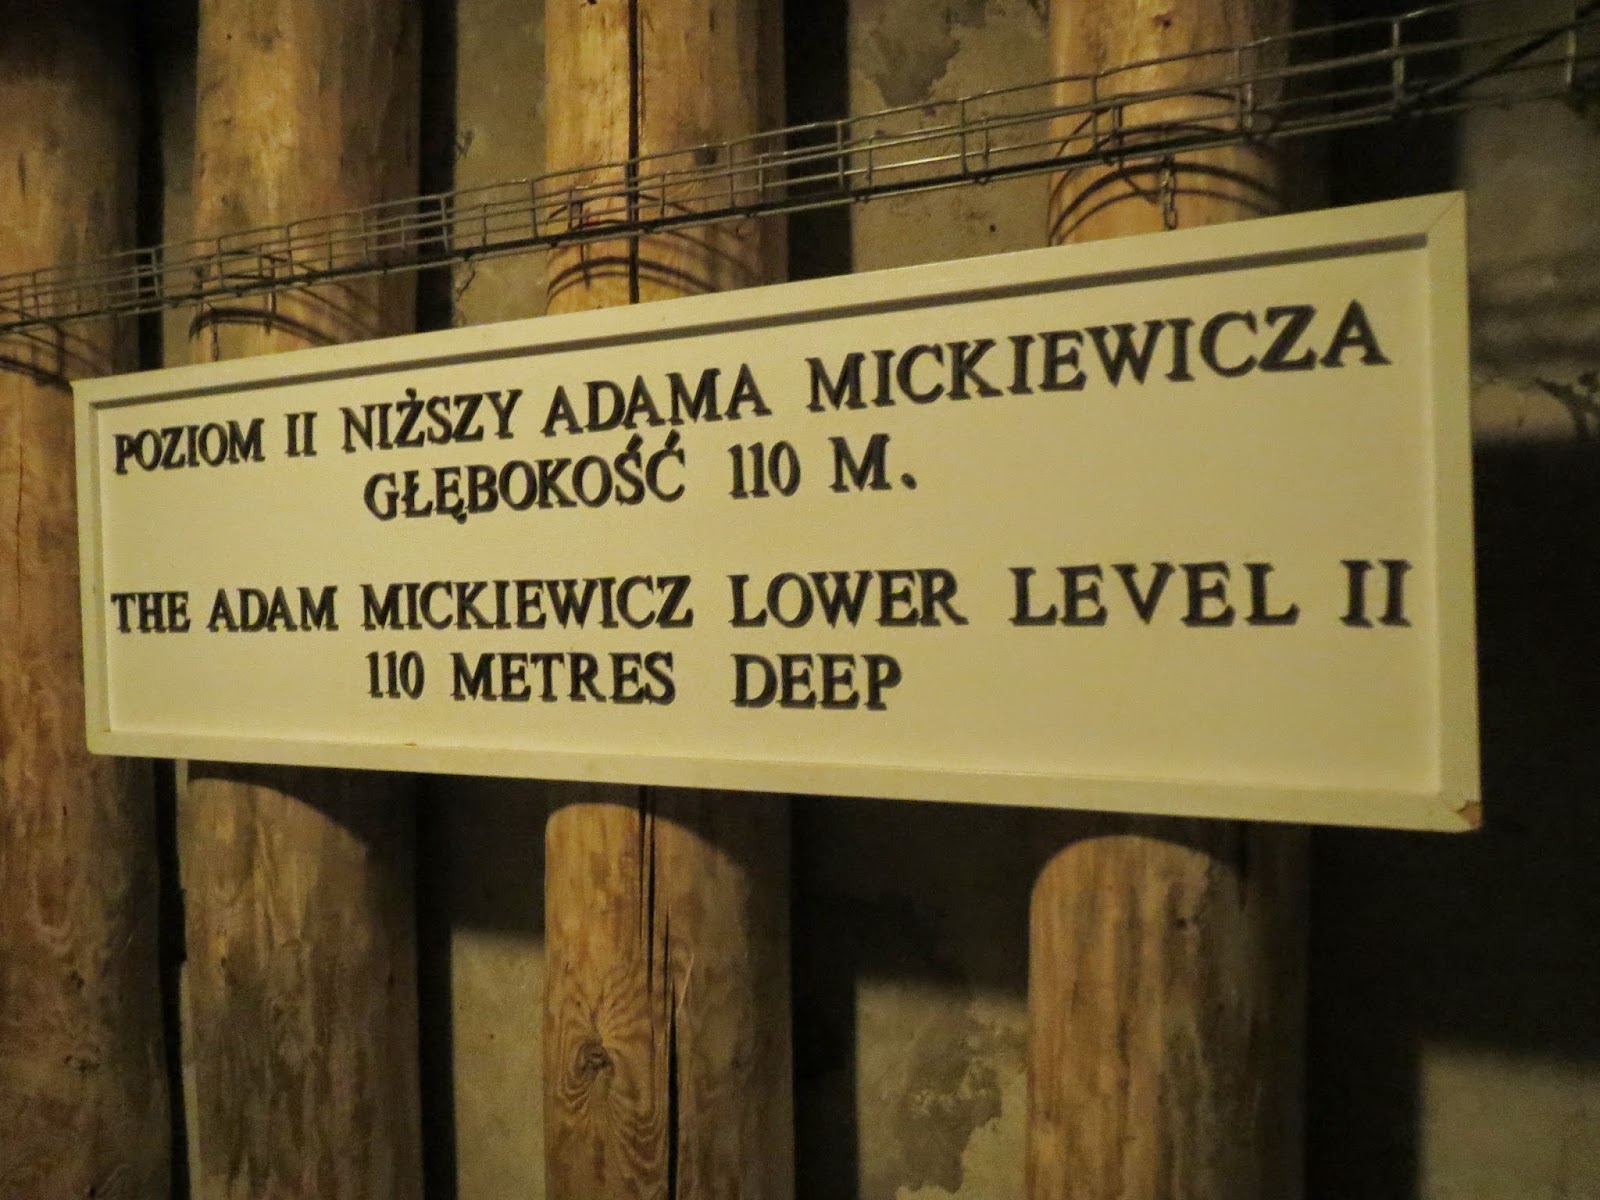 POZIOM II NIŻSZY ADAMA MICKIEWICZA
GŁĘBOKOŚĆ 110 M.
THE ADAM MICKIEWICZ LOWER LEVEL II
110 METRES DEEP